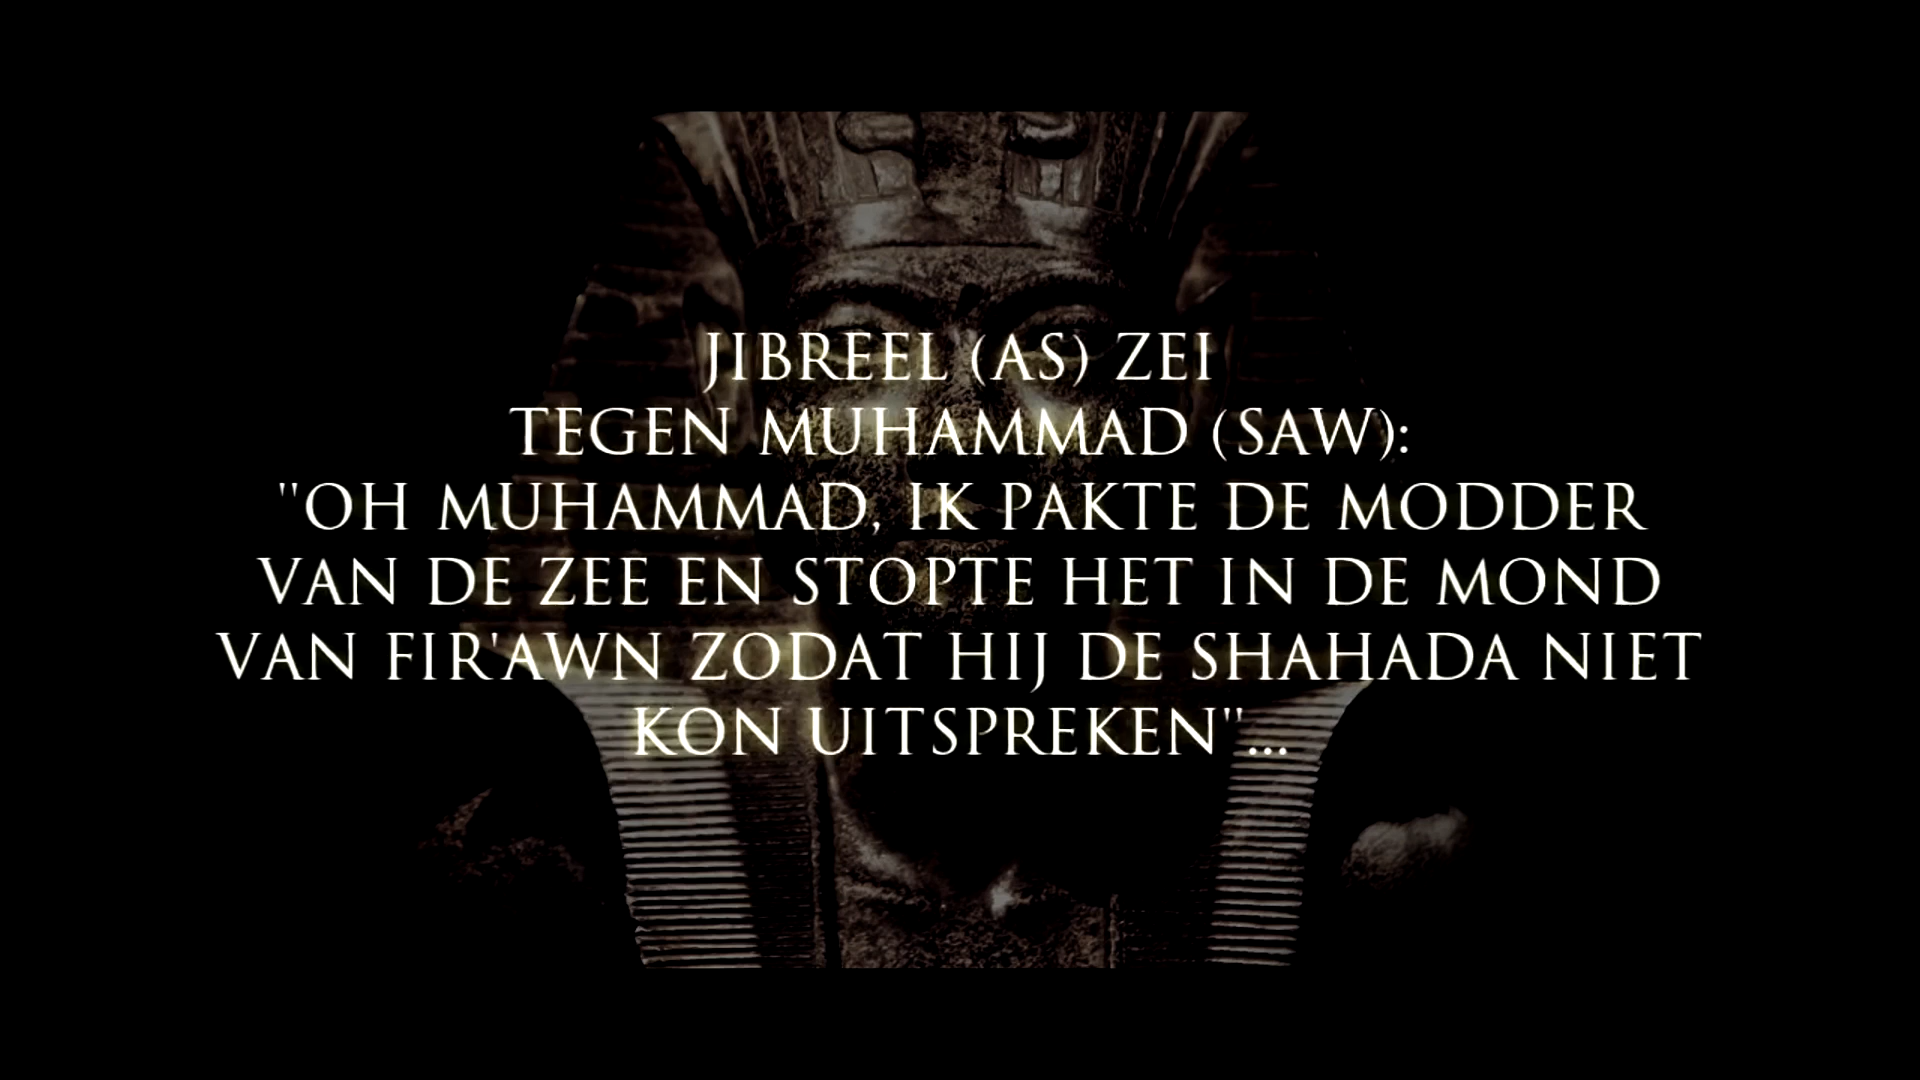 JIBREEL (AS) ZEI
TEGEN MUHAMMAD (SAW):
"OH MUHAMMAD, IK PAKTE DE MODDER
VAN DE ZEE EN STOPTE HET IN DE MOND
VAN FIR'AWN ZODAT HIJ DE SHAHADA NIET
KON UITSPREKEN"...